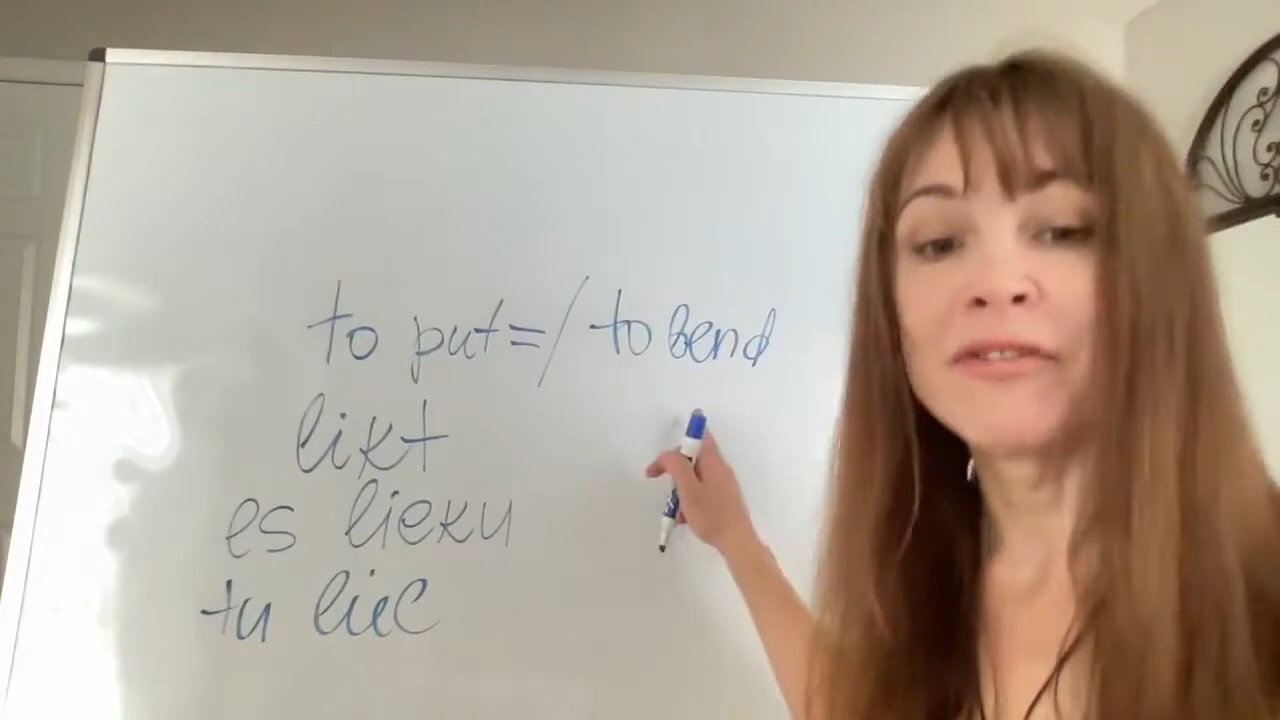 to put = / to bend
likt
es lieku
tu liec